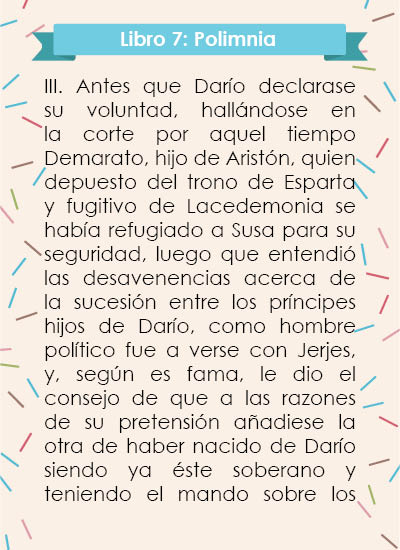 Libro 7: Polimnia
III. Antes que Darío declarase
su voluntad, hallándose en
la corte por aquel tiempo
Demarato, hijo de Aristón, quien
depuesto del trono de Esparta
y fugitivo de Lacedemonia se
había refugiado a Susa para su
seguridad, luego que entendió
las desavenencias acerca de
la sucesión entre los príncipes
hijos de Darío, como hombre
político fue a verse con Jerjes,
y, según es fama, le dio el
consejo de que a las razones
de su pretensión añadiese la
otra de haber nacido de Darío
siendo ya éste soberano y
teniendo el mando sobre los